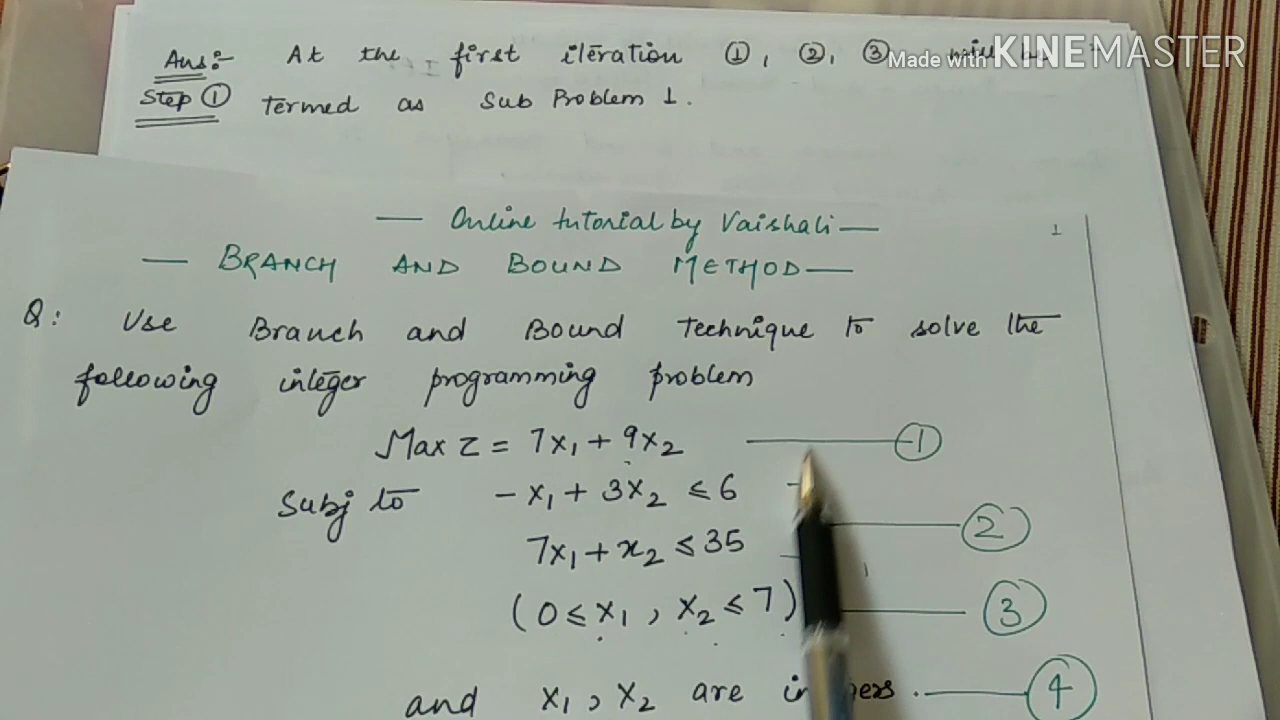 Ans:- At the first iteration ①, ②, ③
Made with KINEMASTER
Step ① termed as Sub Problem 1.
— Online tutorial by Vaishali —
1
— BRANCH AND BOUND METHOD —
Q: Use Branch and Bound Technique to solve the
following integer programming problem
Max Z = 7x₁ + 9x₂ — ①
Subj to - x₁ + 3x₂ ≤ 6
7x₁ + x₂ ≤ 35 — ②
(0 ≤ x₁, x₂ ≤ 7) — ③
and x₁, x₂ are . — ④